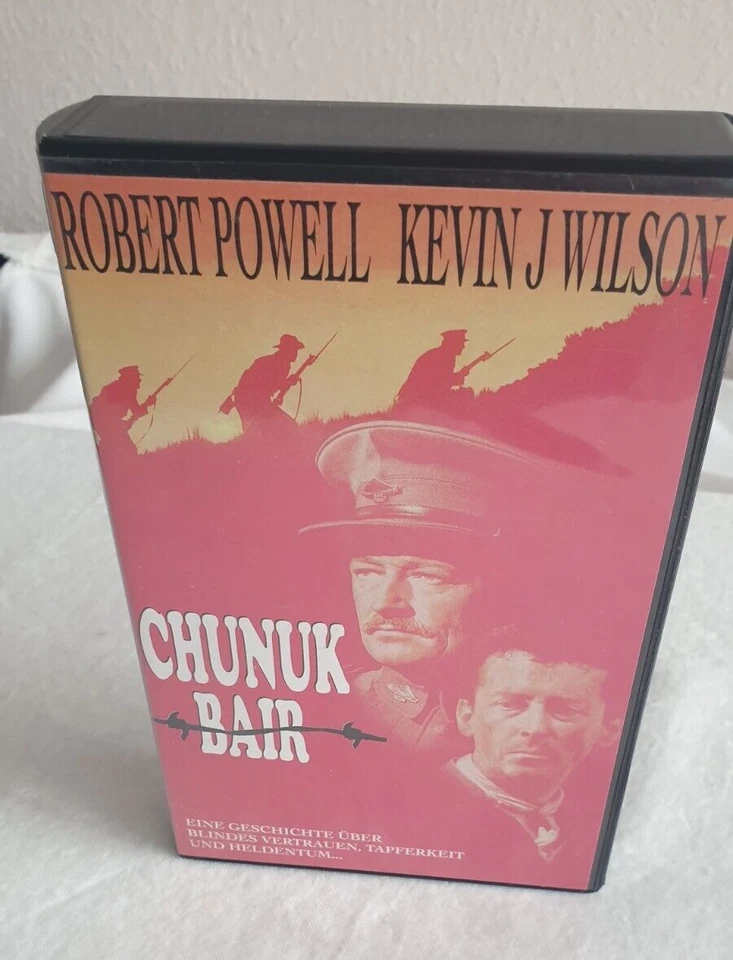 ROBERT POWELL KEVIN J WILSON
CHUNUK
BAIR
EINE GESCHICHTE ÜBER
BLINDES VERTRAUEN, TAPFERKEIT
UND HELDENTUM...